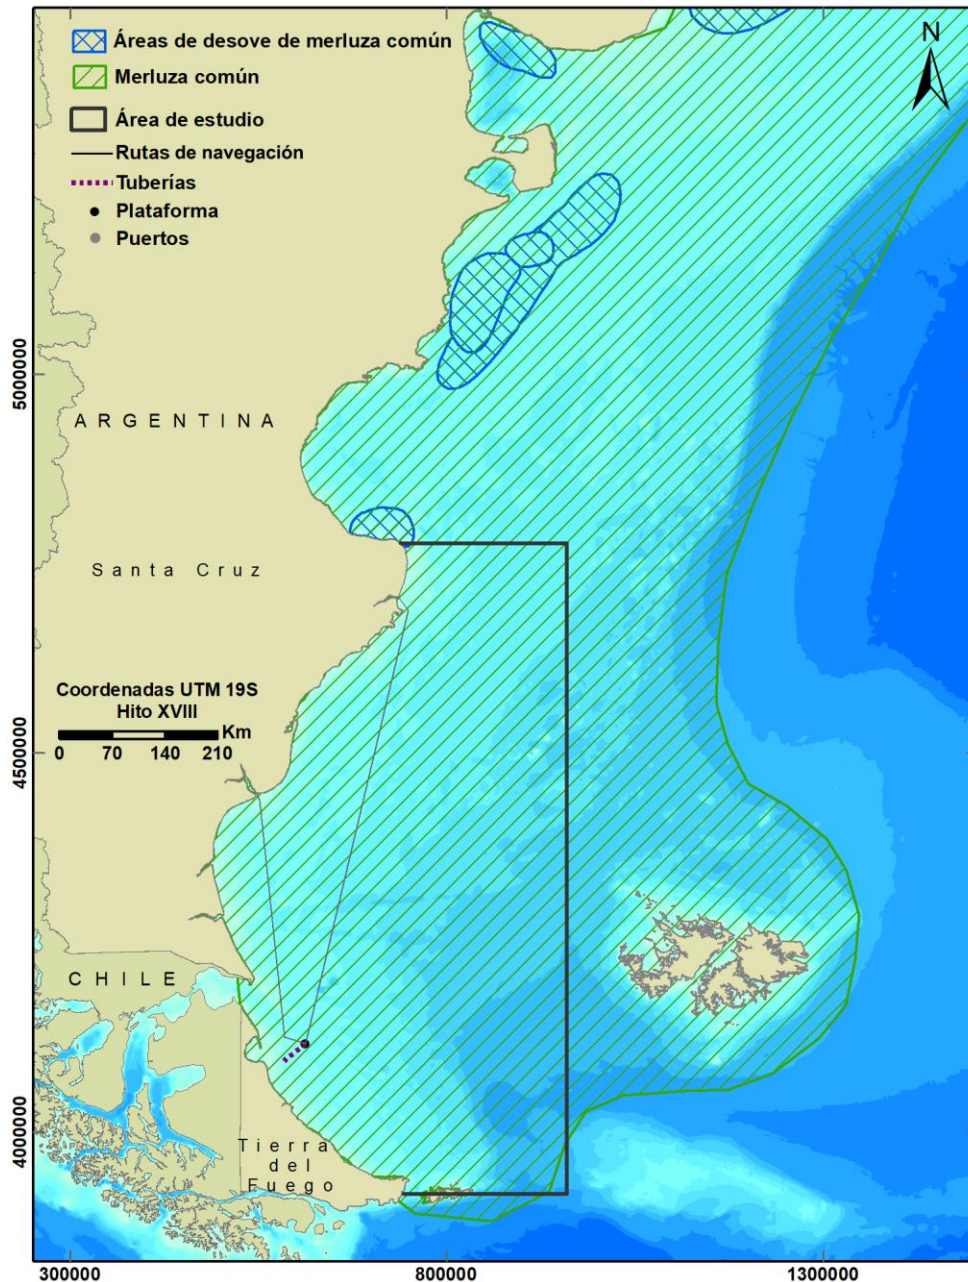 Áreas de desove de merluza común
Merluza común
Área de estudio
Rutas de navegación
Tuberías
Plataforma
Puertos
N
5000000
ARGENTINA
Santa Cruz
Coordenadas UTM 19S
Hito XVIII
Km
0 70 140 210
4500000
CHILE
4000000
Tierra
del
Fuego
300000 800000 1300000